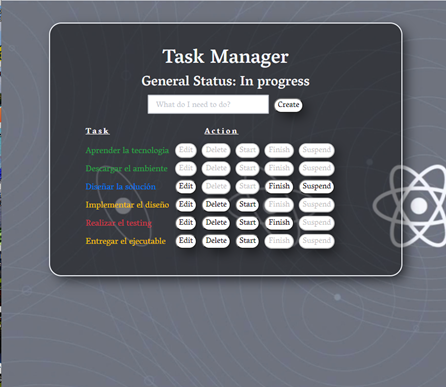 Task Manager
General Status: In progress
What do I need to do? Create
Task Action
Aprender la tecnología Edit Delete Start Finish Suspend
Descargar el ambiente Edit Delete Start Finish Suspend
Diseñar la solución Edit Delete Start Finish Suspend
Implementar el diseño Edit Delete Start Finish Suspend
Realizar el testing Edit Delete Start Finish Suspend
Entregar el ejecutable Edit Delete Start Finish Suspend